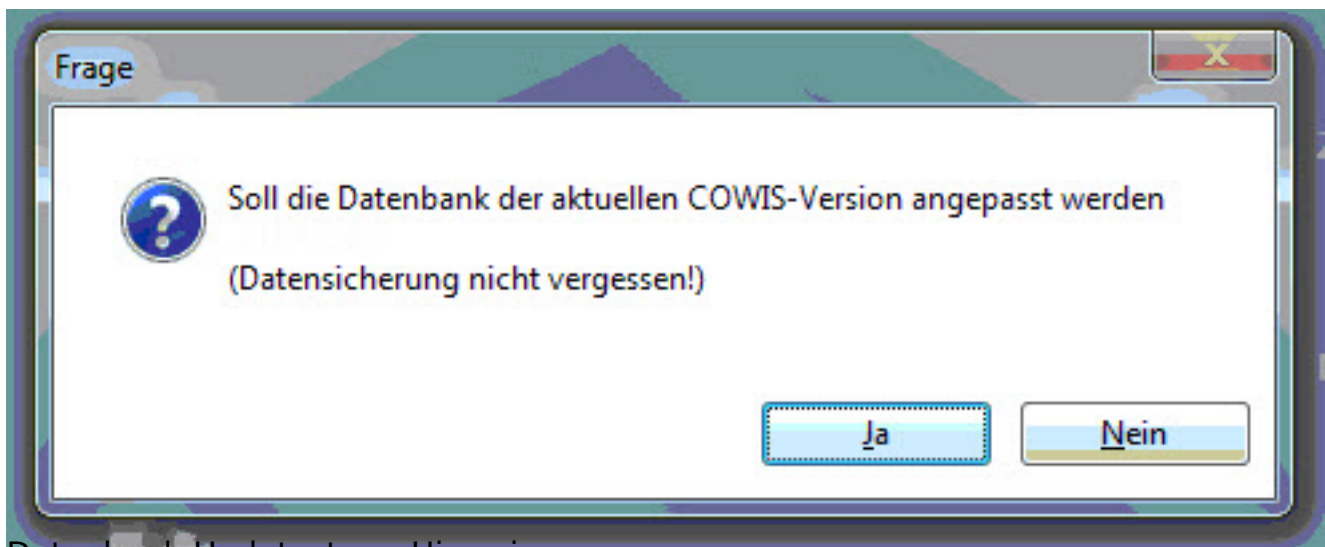 Frage
X
Soll die Datenbank der aktuellen COWIS-Version angepasst werden
(Datensicherung nicht vergessen!)
Ja
Nein